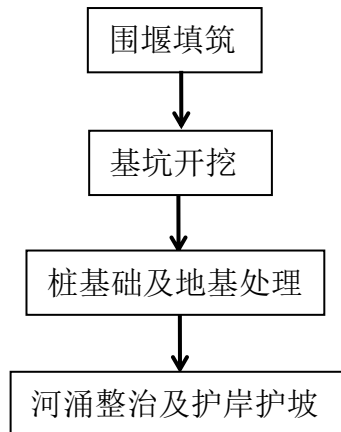 围堰填筑
基坑开挖
桩基础及地基处理
河涌整治及护岸护坡